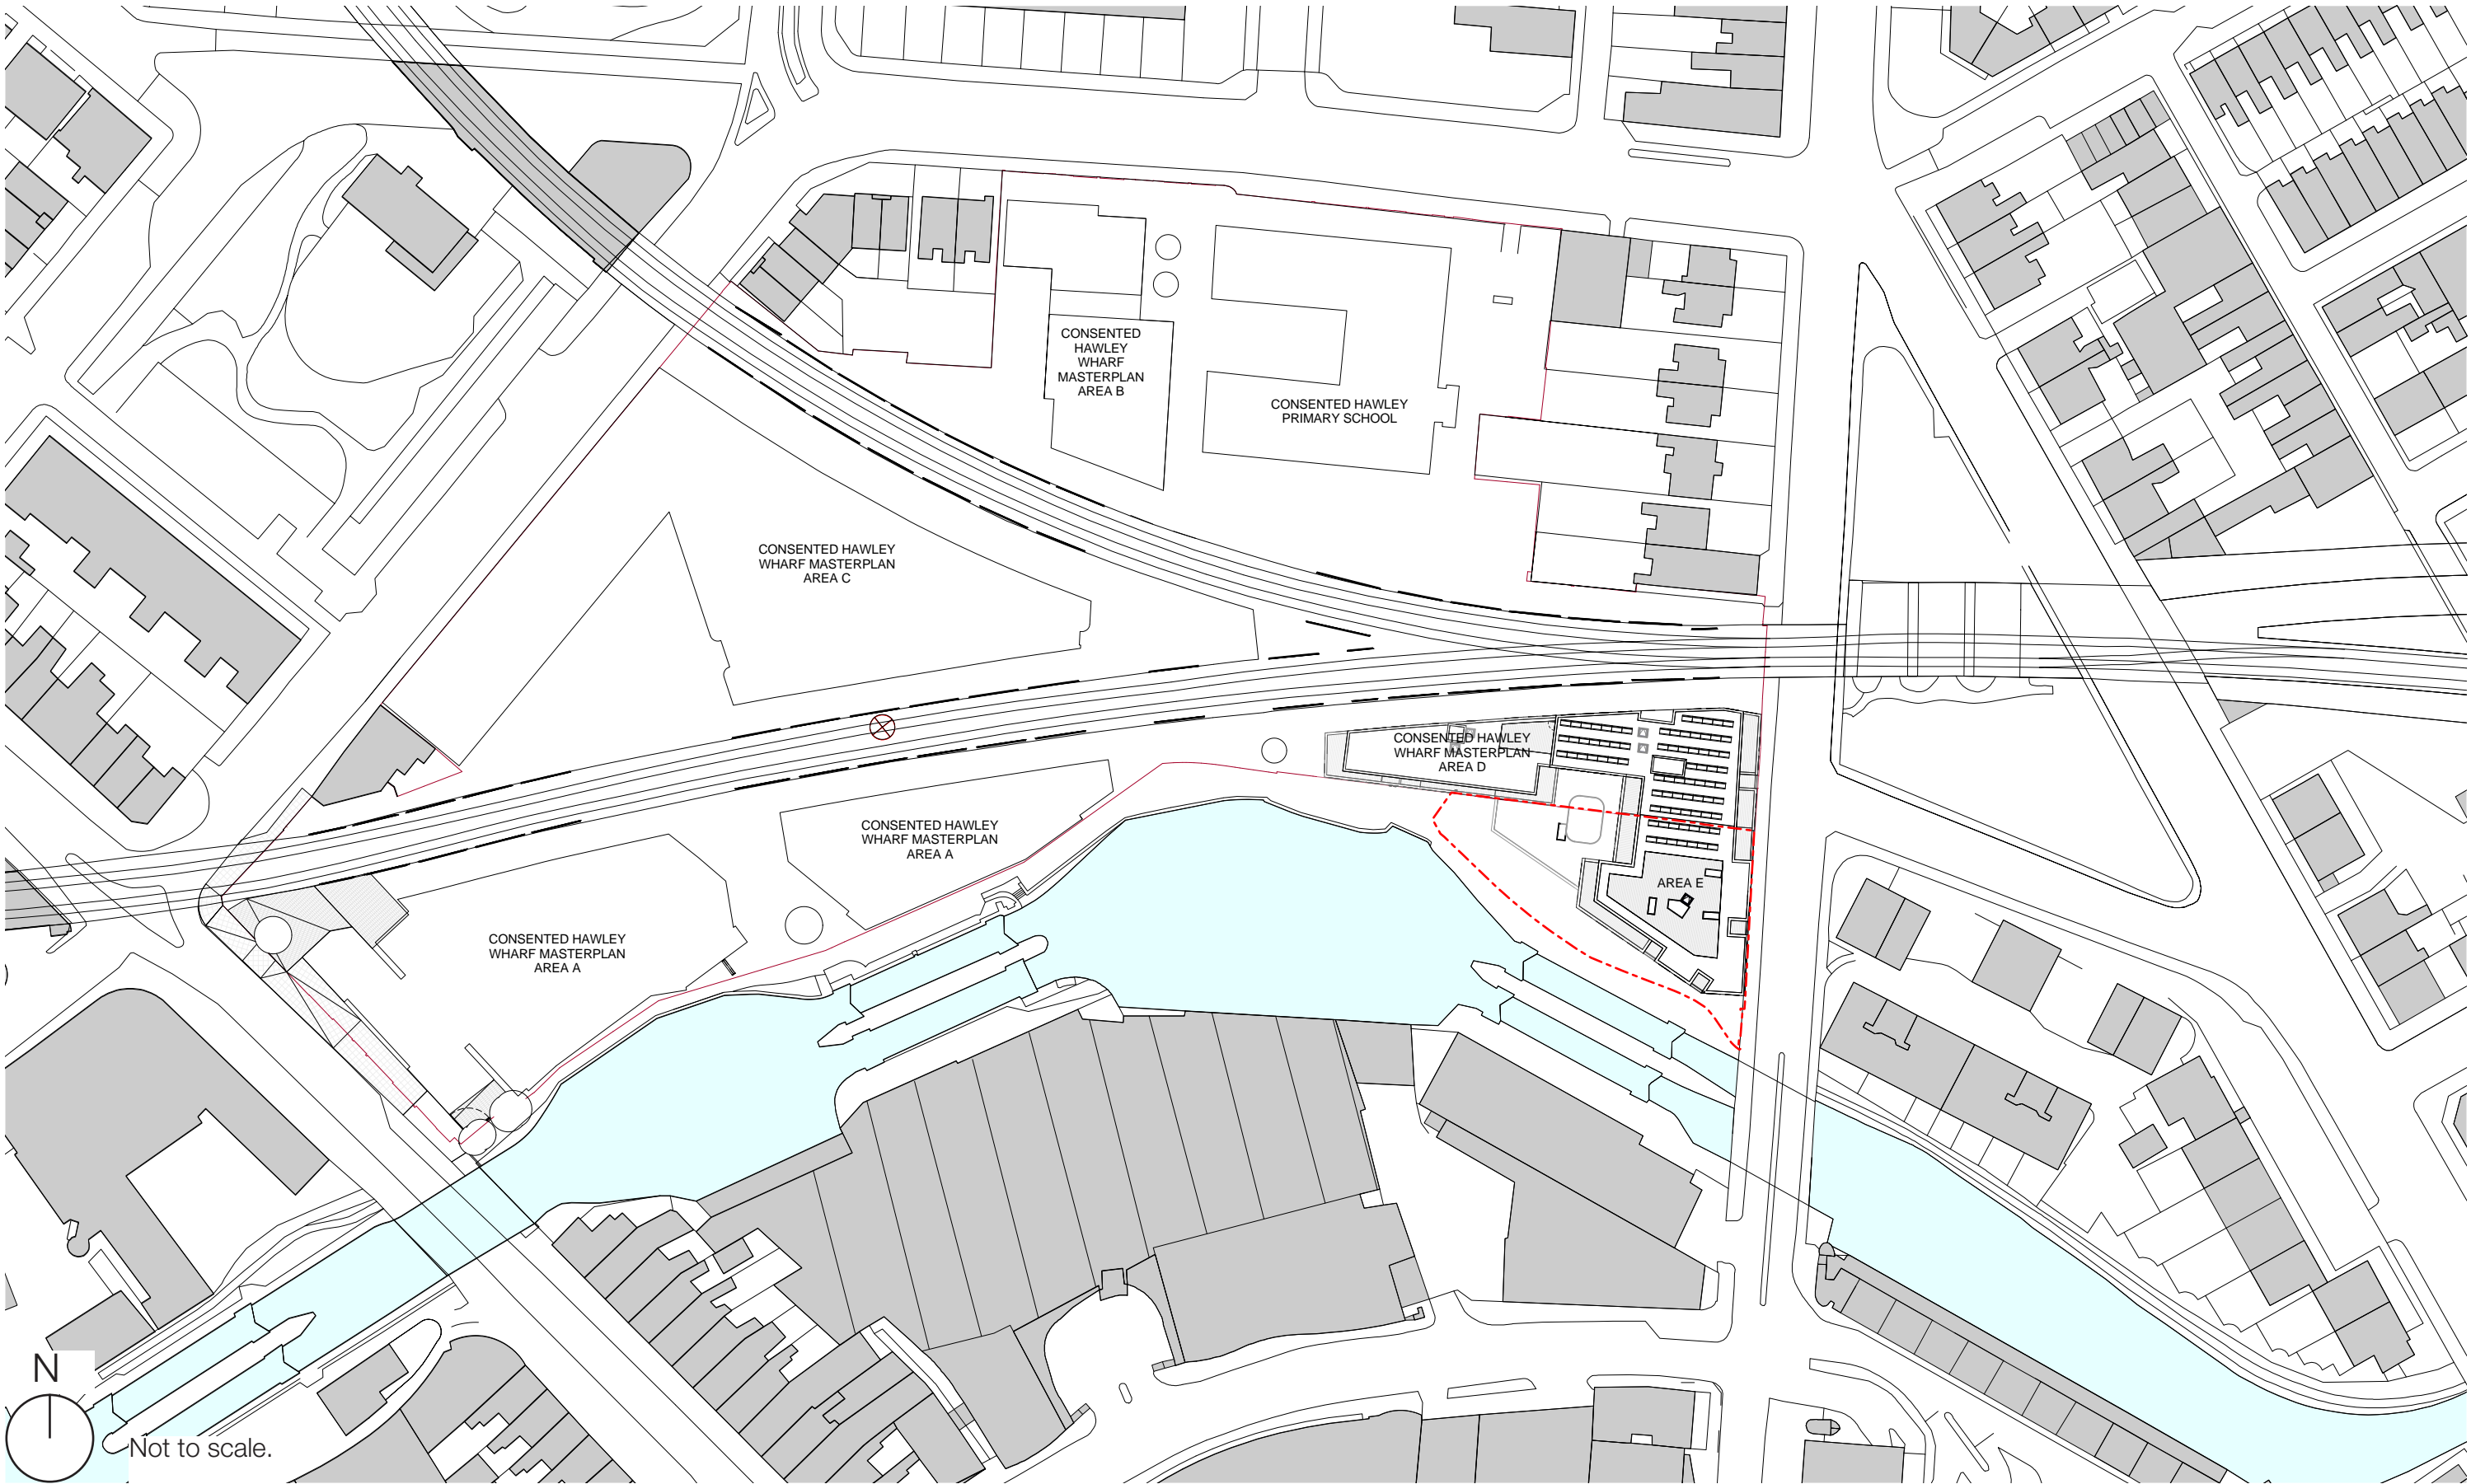 CONSENTED
HAWLEY
WHARF
MASTERPLAN
AREA B
CONSENTED HAWLEY
PRIMARY SCHOOL
CONSENTED HAWLEY
WHARF MASTERPLAN
AREA C
CONSENTED HAWLEY
WHARF MASTERPLAN
AREA D
CONSENTED HAWLEY
WHARF MASTERPLAN
AREA A
AREA E
CONSENTED HAWLEY
WHARF MASTERPLAN
AREA A
N
Not to scale.